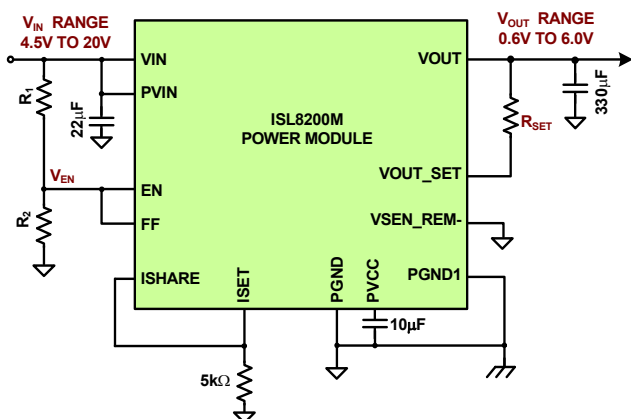 VIN RANGE
4.5V TO 20V
VOUT RANGE
0.6V TO 6.0V
VIN
VOUT
PVIN
R1
22µF
330µF
ISL8200M
POWER MODULE
RSET
VOUT_SET
VEN
EN
R2
FF
VSEN_REM-
ISHARE
ISET
PGND
PVCC
PGND1
10µF
5kΩ